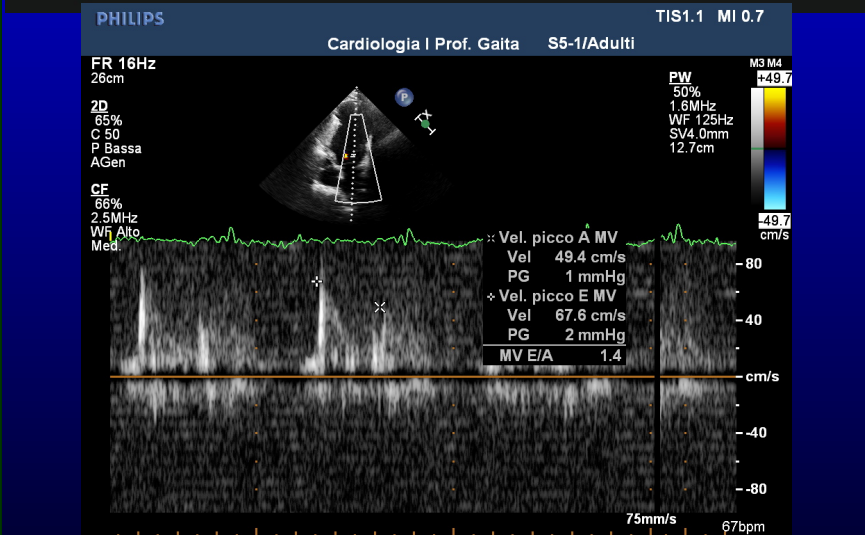 PHILIPS
TIS1.1 MI 0.7
Cardiologia I Prof. Gaita S5-1/Adulti
FR 16Hz
26cm
2D
65%
C 50
P Bassa
AGen
CF
66%
2.5MHz
WF Alto
Med.
P
TX
PW
50%
1.6MHz
WF 125Hz
SV4.0mm
12.7cm
M3 M4
+49.7
-49.7
cm/s
Vel. picco A MV
Vel 49.4 cm/s
PG 1 mmHg
Vel. picco E MV
Vel 67.6 cm/s
PG 2 mmHg
MV E/A 1.4
80
40
cm/s
-40
-80
75mm/s
67bpm